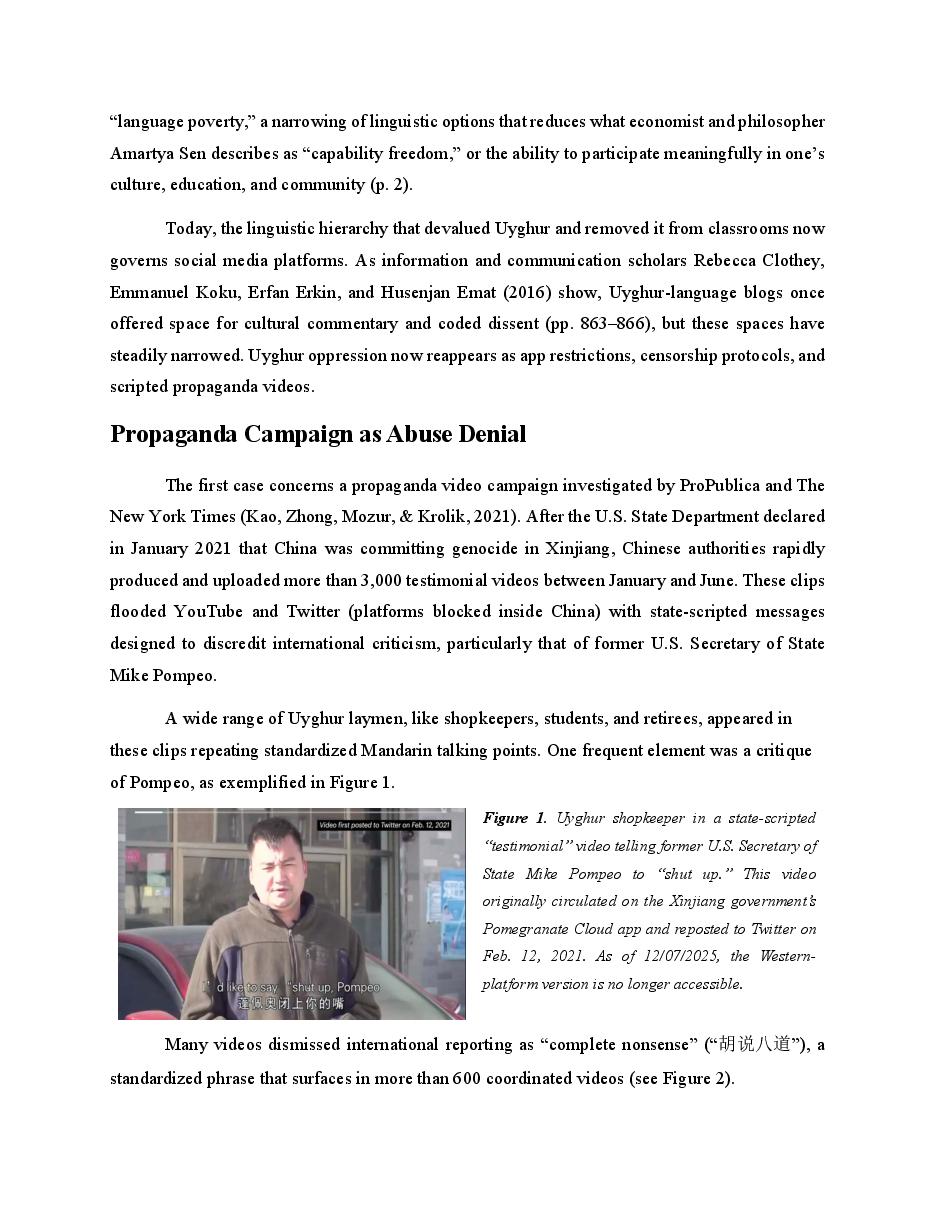 “language poverty,” a narrowing of linguistic options that reduces what economist and philosopher
Amartya Sen describes as “capability freedom,” or the ability to participate meaningfully in one’s
culture, education, and community (p. 2).
Today, the linguistic hierarchy that devalued Uyghur and removed it from classrooms now
governs social media platforms. As information and communication scholars Rebecca Clothey,
Emmanuel Koku, Erfan Erkin, and Husenjan Emat (2016) show, Uyghur-language blogs once
offered space for cultural commentary and coded dissent (pp. 863–866), but these spaces have
steadily narrowed. Uyghur oppression now reappears as app restrictions, censorship protocols, and
scripted propaganda videos.
Propaganda Campaign as Abuse Denial
The first case concerns a propaganda video campaign investigated by ProPublica and The
New York Times (Kao, Zhong, Mozur, & Krolik, 2021). After the U.S. State Department declared
in January 2021 that China was committing genocide in Xinjiang, Chinese authorities rapidly
produced and uploaded more than 3,000 testimonial videos between January and June. These clips
flooded YouTube and Twitter (platforms blocked inside China) with state-scripted messages
designed to discredit international criticism, particularly that of former U.S. Secretary of State
Mike Pompeo.
A wide range of Uyghur laymen, like shopkeepers, students, and retirees, appeared in
these clips repeating standardized Mandarin talking points. One frequent element was a critique
of Pompeo, as exemplified in Figure 1.
Video first posted to Twitter on Feb. 12, 2021
I’d like to say “shut up, Pompeo
蓬佩奥闭上你的嘴
Figure 1. Uyghur shopkeeper in a state-scripted
“testimonial” video telling former U.S. Secretary of
State Mike Pompeo to “shut up.” This video
originally circulated on the Xinjiang government’s
Pomegranate Cloud app and reposted to Twitter on
Feb. 12, 2021. As of 12/07/2025, the Western-
platform version is no longer accessible.
Many videos dismissed international reporting as “complete nonsense” (“胡说八道”), a
standardized phrase that surfaces in more than 600 coordinated videos (see Figure 2).